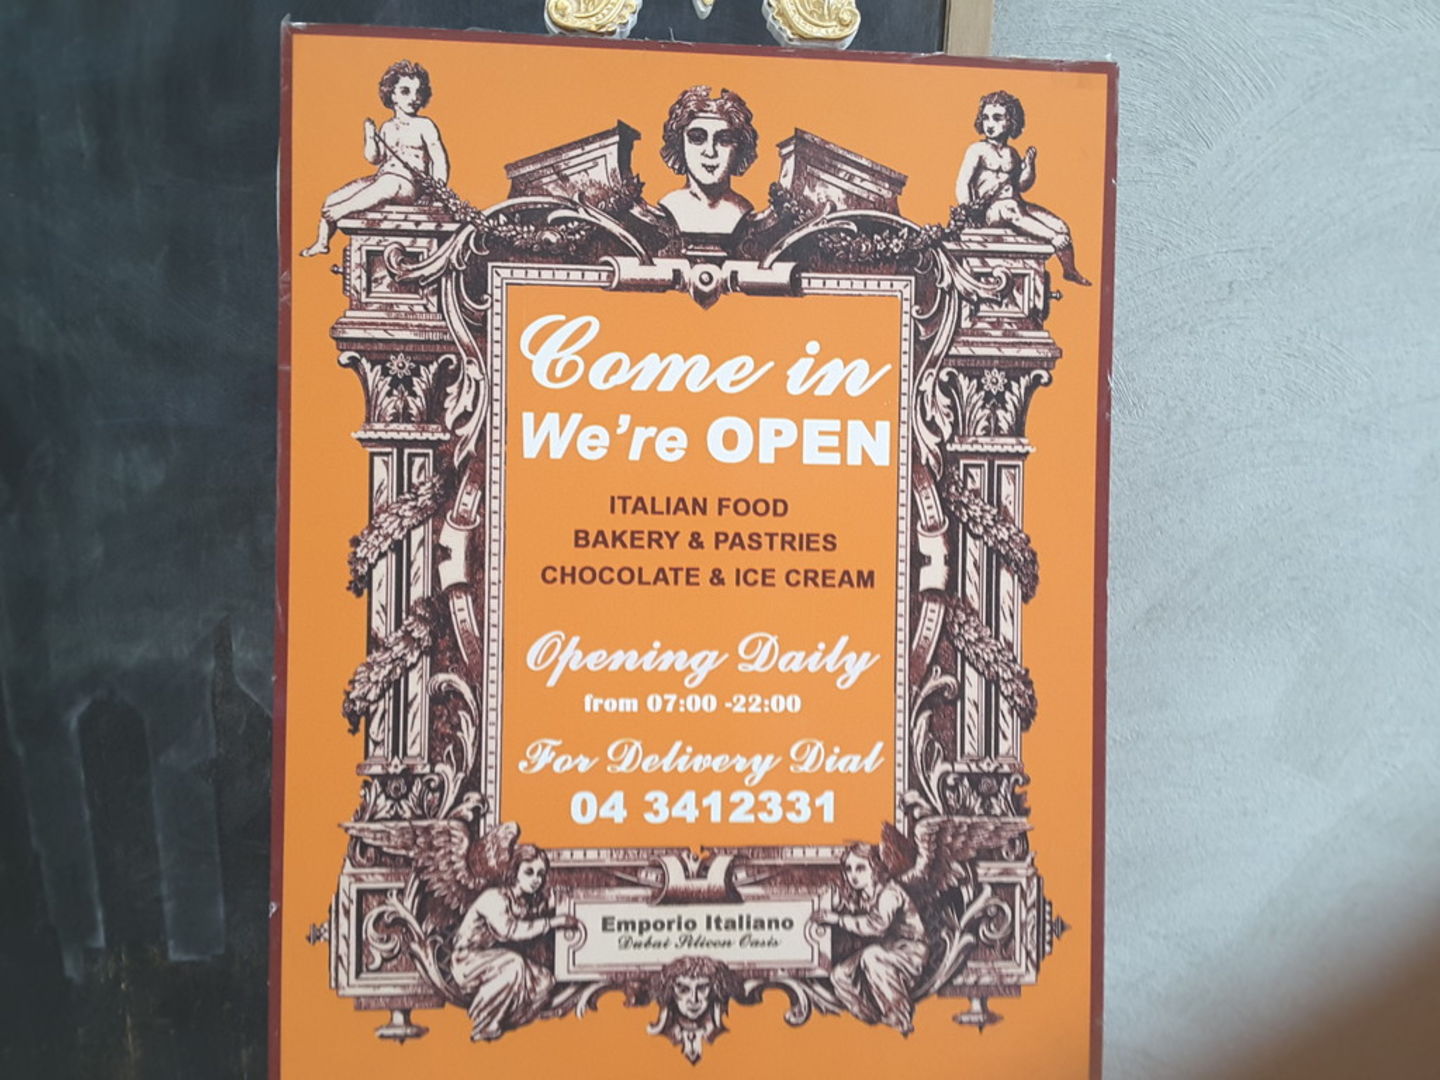 Come in
We're OPEN
ITALIAN FOOD
BAKERY & PASTRIES
CHOCOLATE & ICE CREAM
Opening Daily
from 07:00 -22:00
For Delivery Dial
04 3412331
Emporio Italiano
Dubai Silicon Oasis